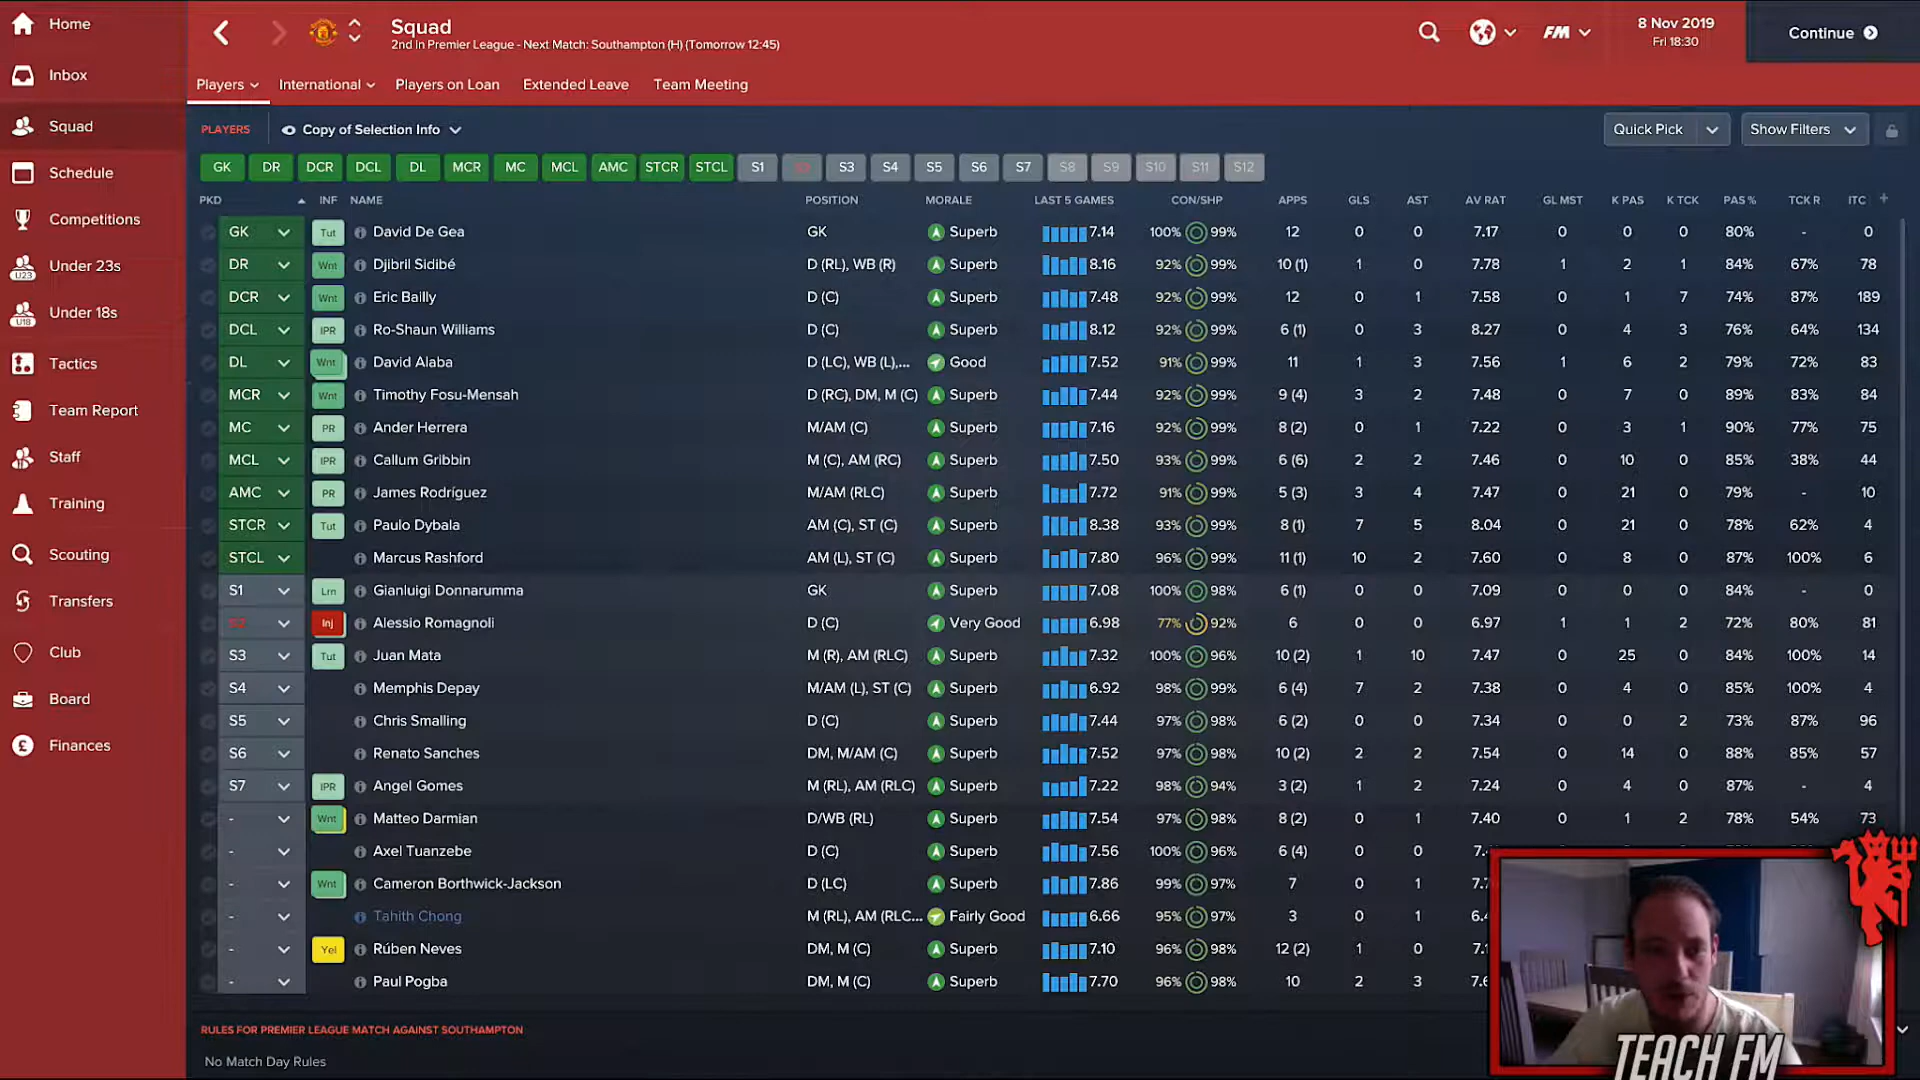 Home
Inbox
Squad
Schedule
Competitions
U23 Under 23s
U18 Under 18s
Tactics
Team Report
Staff
Training
Scouting
Transfers
Club
Board
Finances
Squad
2nd in Premier League - Next Match: Southampton (H) (Tomorrow 12:45)
FM
8 Nov 2019
Fri 18:30
Continue
Players International Players on Loan Extended Leave Team Meeting
PLAYERS Copy of Selection Info Quick Pick Show Filters
GK DR DCR DCL DL MCR MC MCL AMC STCR STCL S1 S2 S3 S4 S5 S6 S7 S8 S9 S10 S11 S12
PKD INF NAME POSITION MORALE LAST 5 GAMES CON/SHP APPS GLS AST AV RAT GL MST K PAS K TCK PAS % TCK R ITC +
GK Tut David De Gea GK Superb 7.14 100% 99% 12 0 0 7.17 0 0 0 80% - 0
DR Wnt Djibril Sidibé D (RL), WB (R) Superb 8.16 92% 99% 10 (1) 1 0 7.78 1 2 1 84% 67% 78
DCR Wnt Eric Bailly D (C) Superb 7.48 92% 99% 12 0 1 7.58 0 1 7 74% 87% 189
DCL IPR Ro-Shaun Williams D (C) Superb 8.12 92% 99% 6 (1) 0 3 8.27 0 4 3 76% 64% 134
DL Wnt David Alaba D (LC), WB (L),... Good 7.52 91% 99% 11 1 3 7.56 1 6 2 79% 72% 83
MCR Wnt Timothy Fosu-Mensah D (RC), DM, M (C) Superb 7.44 92% 99% 9 (4) 3 2 7.48 0 7 0 89% 83% 84
MC PR Ander Herrera M/AM (C) Superb 7.16 92% 99% 8 (2) 0 1 7.22 0 3 1 90% 77% 75
MCL IPR Callum Gribbin M (C), AM (RC) Superb 7.50 93% 99% 6 (6) 2 2 7.46 0 10 0 85% 38% 44
AMC PR James Rodríguez M/AM (RLC) Superb 7.72 91% 99% 5 (3) 3 4 7.47 0 21 0 79% - 10
STCR Tut Paulo Dybala AM (C), ST (C) Superb 8.38 93% 99% 8 (1) 7 5 8.04 0 21 0 78% 62% 4
STCL Marcus Rashford AM (L), ST (C) Superb 7.80 96% 99% 11 (1) 10 2 7.60 0 8 0 87% 100% 6
S1 Lrn Gianluigi Donnarumma GK Superb 7.08 100% 98% 6 (1) 0 0 7.09 0 0 0 84% - 0
S2 Inj Alessio Romagnoli D (C) Very Good 6.98 77% 92% 6 0 0 6.97 1 1 2 72% 80% 81
S3 Tut Juan Mata M (R), AM (RLC) Superb 7.32 100% 96% 10 (2) 1 10 7.47 0 25 0 84% 100% 14
S4 Memphis Depay M/AM (L), ST (C) Superb 6.92 98% 99% 6 (4) 7 2 7.38 0 4 0 85% 100% 4
S5 Chris Smalling D (C) Superb 7.44 97% 98% 6 (2) 0 0 7.34 0 0 2 73% 87% 96
S6 Renato Sanches DM, M/AM (C) Superb 7.52 97% 98% 10 (2) 2 2 7.54 0 14 0 88% 85% 57
S7 IPR Angel Gomes M (RL), AM (RLC) Superb 7.22 98% 94% 3 (2) 1 2 7.24 0 4 0 87% - 4
- Wnt Matteo Darmian D/WB (RL) Superb 7.54 97% 98% 8 (2) 0 1 7.40 0 1 2 78% 54% 73
- Axel Tuanzebe D (C) Superb 7.56 100% 96% 6 (4) 0 0
- Wnt Cameron Borthwick-Jackson D (LC) Superb 7.86 99% 97% 7 0 1
- Tahith Chong M (RL), AM (RLC... Fairly Good 6.66 95% 97% 3 0 1
- Yel Rúben Neves DM, M (C) Superb 7.10 96% 98% 12 (2) 1 0
- Paul Pogba DM, M (C) Superb 7.70 96% 98% 10 2 3
RULES FOR PREMIER LEAGUE MATCH AGAINST SOUTHAMPTON
No Match Day Rules
TEACH FM